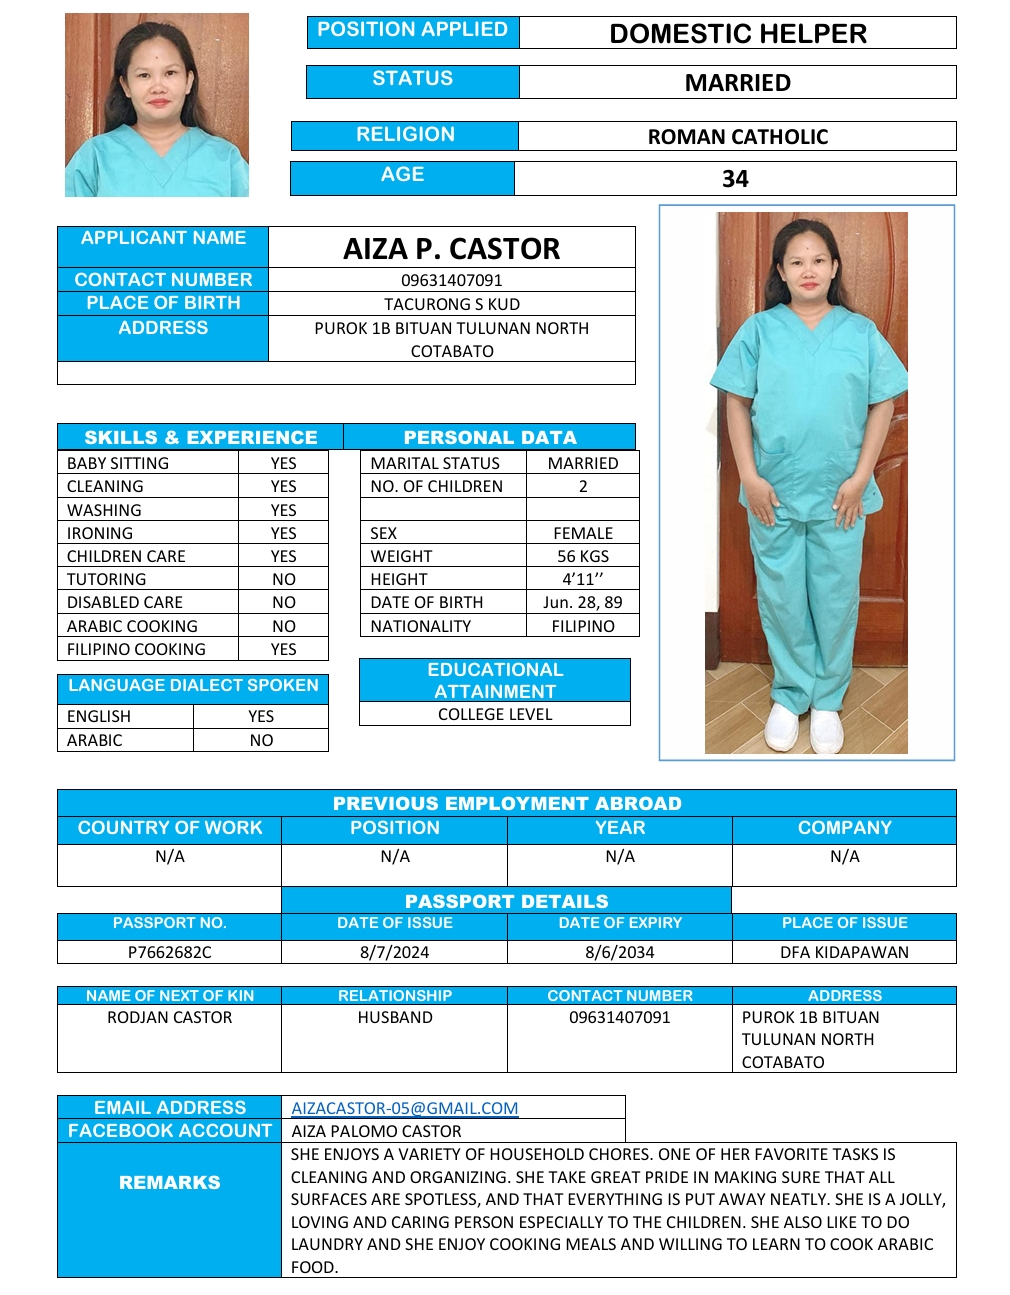 POSITION APPLIED DOMESTIC HELPER
STATUS MARRIED
RELIGION ROMAN CATHOLIC
AGE 34
APPLICANT NAME AIZA P. CASTOR
CONTACT NUMBER 09631407091
PLACE OF BIRTH TACURONG S KUD
ADDRESS PUROK 1B BITUAN TULUNAN NORTH
COTABATO
SKILLS & EXPERIENCE
BABY SITTING YES
CLEANING YES
WASHING YES
IRONING YES
CHILDREN CARE YES
TUTORING NO
DISABLED CARE NO
ARABIC COOKING NO
FILIPINO COOKING YES
LANGUAGE DIALECT SPOKEN
ENGLISH YES
ARABIC NO
PERSONAL DATA
MARITAL STATUS MARRIED
NO. OF CHILDREN 2
SEX FEMALE
WEIGHT 56 KGS
HEIGHT 4’11’’
DATE OF BIRTH Jun. 28, 89
NATIONALITY FILIPINO
EDUCATIONAL
ATTAINMENT
COLLEGE LEVEL
PREVIOUS EMPLOYMENT ABROAD
COUNTRY OF WORK POSITION YEAR COMPANY
N/A N/A N/A N/A
PASSPORT DETAILS
PASSPORT NO. DATE OF ISSUE DATE OF EXPIRY PLACE OF ISSUE
P7662682C 8/7/2024 8/6/2034 DFA KIDAPAWAN
NAME OF NEXT OF KIN RELATIONSHIP CONTACT NUMBER ADDRESS
RODJAN CASTOR HUSBAND 09631407091 PUROK 1B BITUAN
TULUNAN NORTH
COTABATO
EMAIL ADDRESS AIZACASTOR-05@GMAIL.COM
FACEBOOK ACCOUNT AIZA PALOMO CASTOR
REMARKS
SHE ENJOYS A VARIETY OF HOUSEHOLD CHORES. ONE OF HER FAVORITE TASKS IS
CLEANING AND ORGANIZING. SHE TAKE GREAT PRIDE IN MAKING SURE THAT ALL
SURFACES ARE SPOTLESS, AND THAT EVERYTHING IS PUT AWAY NEATLY. SHE IS A JOLLY,
LOVING AND CARING PERSON ESPECIALLY TO THE CHILDREN. SHE ALSO LIKE TO DO
LAUNDRY AND SHE ENJOY COOKING MEALS AND WILLING TO LEARN TO COOK ARABIC
FOOD.